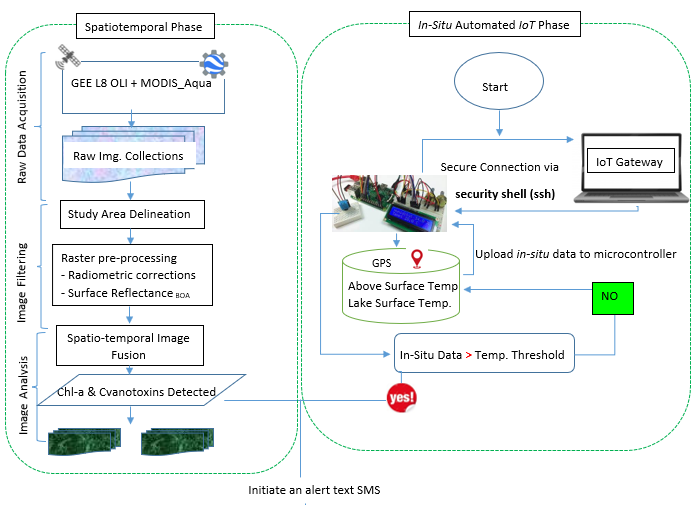 Spatiotemporal Phase
Raw Data Acquisition
GEE L8 OLI + MODIS_Aqua
Raw Img. Collections
Image Filtering
Study Area Delineation
Raster pre-processing
- Radiometric corrections
- Surface Reflectance BOA
Image Analysis
Spatio-temporal Image
Fusion
Chl-a & Cvanotoxins Detected
In-Situ Automated IoT Phase
Start
IoT Gateway
Secure Connection via
security shell (ssh)
GPS
Above Surface Temp
Lake Surface Temp.
Upload in-situ data to microcontroller
NO
In-Situ Data > Temp. Threshold
yes!
Initiate an alert text SMS